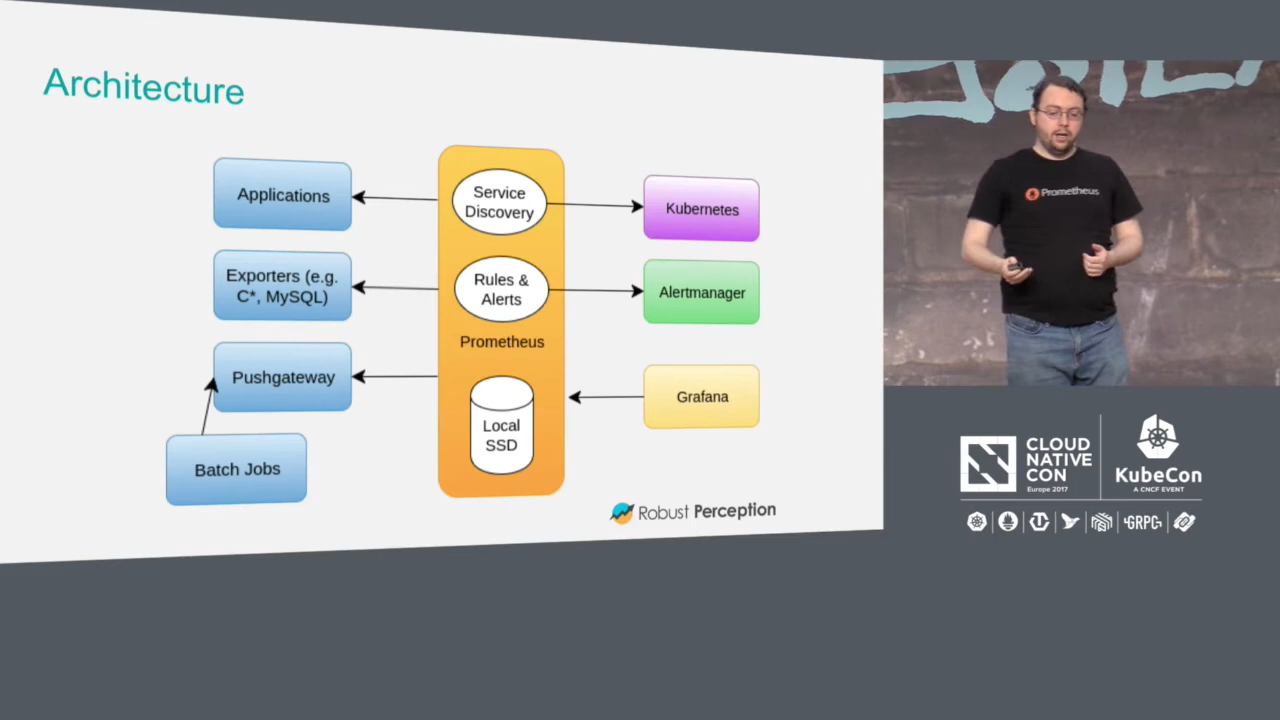 Architecture
Applications
Service
Discovery
Kubernetes
Exporters (e.g.
C*, MySQL)
Rules &
Alerts
Alertmanager
Prometheus
Pushgateway
Grafana
Local
SSD
Batch Jobs
Robust Perception
Prometheus
CLOUD
NATIVE
CON
Europe 2017
KubeCon
A CNCF EVENT
GRPC